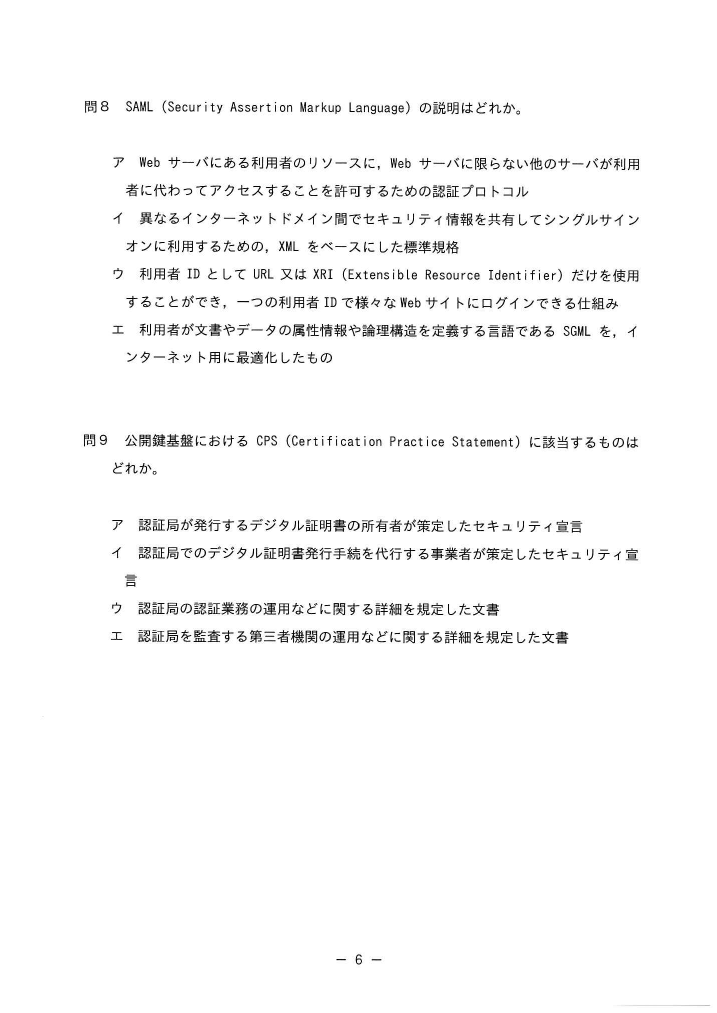 問８　SAML（Security Assertion Markup Language）の説明はどれか。
ア　Web サーバにある利用者のリソースに，Web サーバに限らない他のサーバが利用
者に代わってアクセスすることを許可するための認証プロトコル
イ　異なるインターネットドメイン間でセキュリティ情報を共有してシングルサイン
オンに利用するための，XML をベースにした標準規格
ウ　利用者 ID として URL 又は XRI（Extensible Resource Identifier）だけを使用
することができ，一つの利用者 ID で様々な Web サイトにログインできる仕組み
エ　利用者が文書やデータの属性情報や論理構造を定義する言語である SGML を，イ
ンターネット用に最適化したもの
問９　公開鍵基盤における CPS（Certification Practice Statement）に該当するものは
どれか。
ア　認証局が発行するデジタル証明書の所有者が策定したセキュリティ宣言
イ　認証局でのデジタル証明書発行手続を代行する事業者が策定したセキュリティ宣
言
ウ　認証局の認証業務の運用などに関する詳細を規定した文書
エ　認証局を監査する第三者機関の運用などに関する詳細を規定した文書
－ 6 －